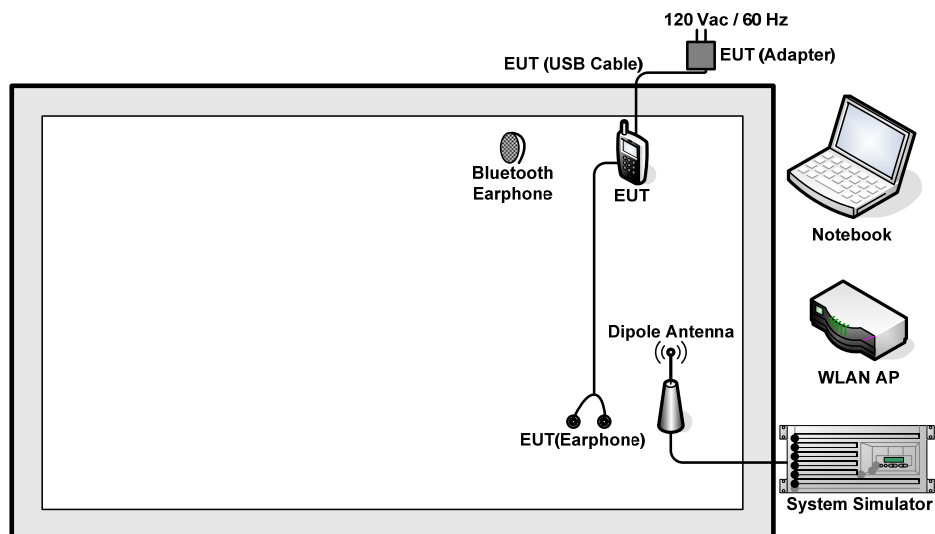 120 Vac / 60 Hz
EUT (USB Cable)
EUT (Adapter)
Bluetooth
Earphone
EUT
Notebook
Dipole Antenna
WLAN AP
EUT(Earphone)
System Simulator